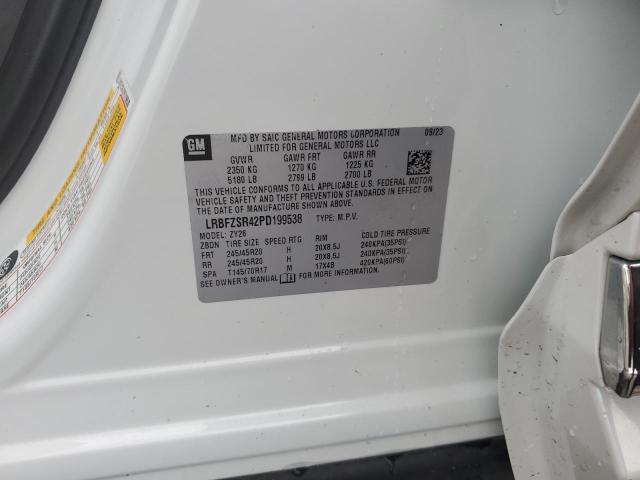 GM
MFD BY SAIC GENERAL MOTORS CORPORATION 09/23
LIMITED FOR GENERAL MOTORS LLC
GVWR GAWR FRT GAWR RR
2350 KG 1270 KG 1225 KG
5180 LB 2799 LB 2700 LB
THIS VEHICLE CONFORMS TO ALL APPLICABLE U.S. FEDERAL MOTOR
VEHICLE SAFETY, BUMPER, AND THEFT PREVENTION STANDARDS IN EFFECT ON
THE DATE OF MANUFACTURE SHOWN ABOVE.
LRBFZSR42PD199538 TYPE: M.P.V.
MODEL: ZY26
ZBDN TIRE SIZE SPEED RTG RIM COLD TIRE PRESSURE
FRT 245/45R20 H 20X8.5J 240KPA(35PSI)
RR 245/45R20 H 20X8.5J 240KPA(35PSI)
SPA T145/70R17 M 17X4B 420KPA(60PSI)
SEE OWNER'S MANUAL FOR MORE INFORMATION.